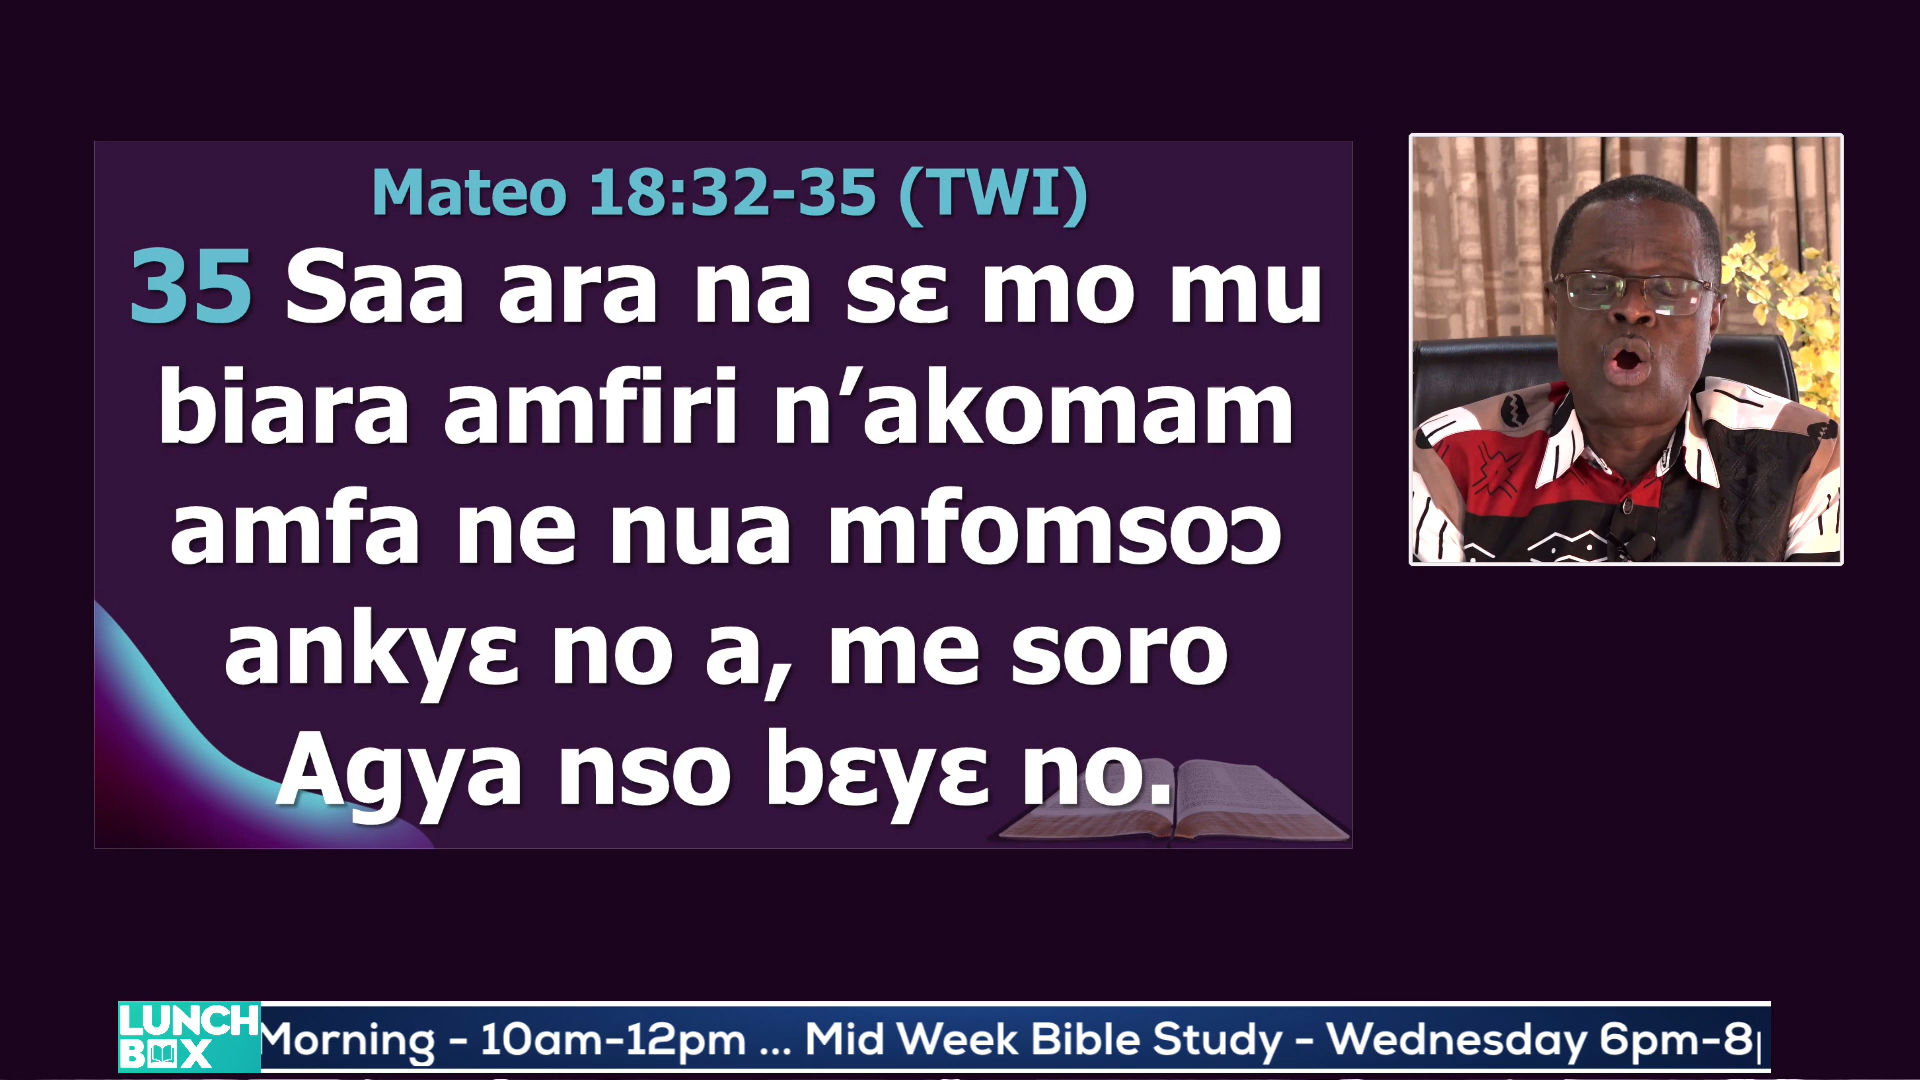 Mateo 18:32-35 (TWI)
35 Saa ara na sɛ mo mu
biara amfiri n’akomam
amfa ne nua mfomsoɔ
ankyɛ no a, me soro
Agya nso bɛyɛ no.
LUNCH
BOX
Morning - 10am-12pm ... Mid Week Bible Study - Wednesday 6pm-8